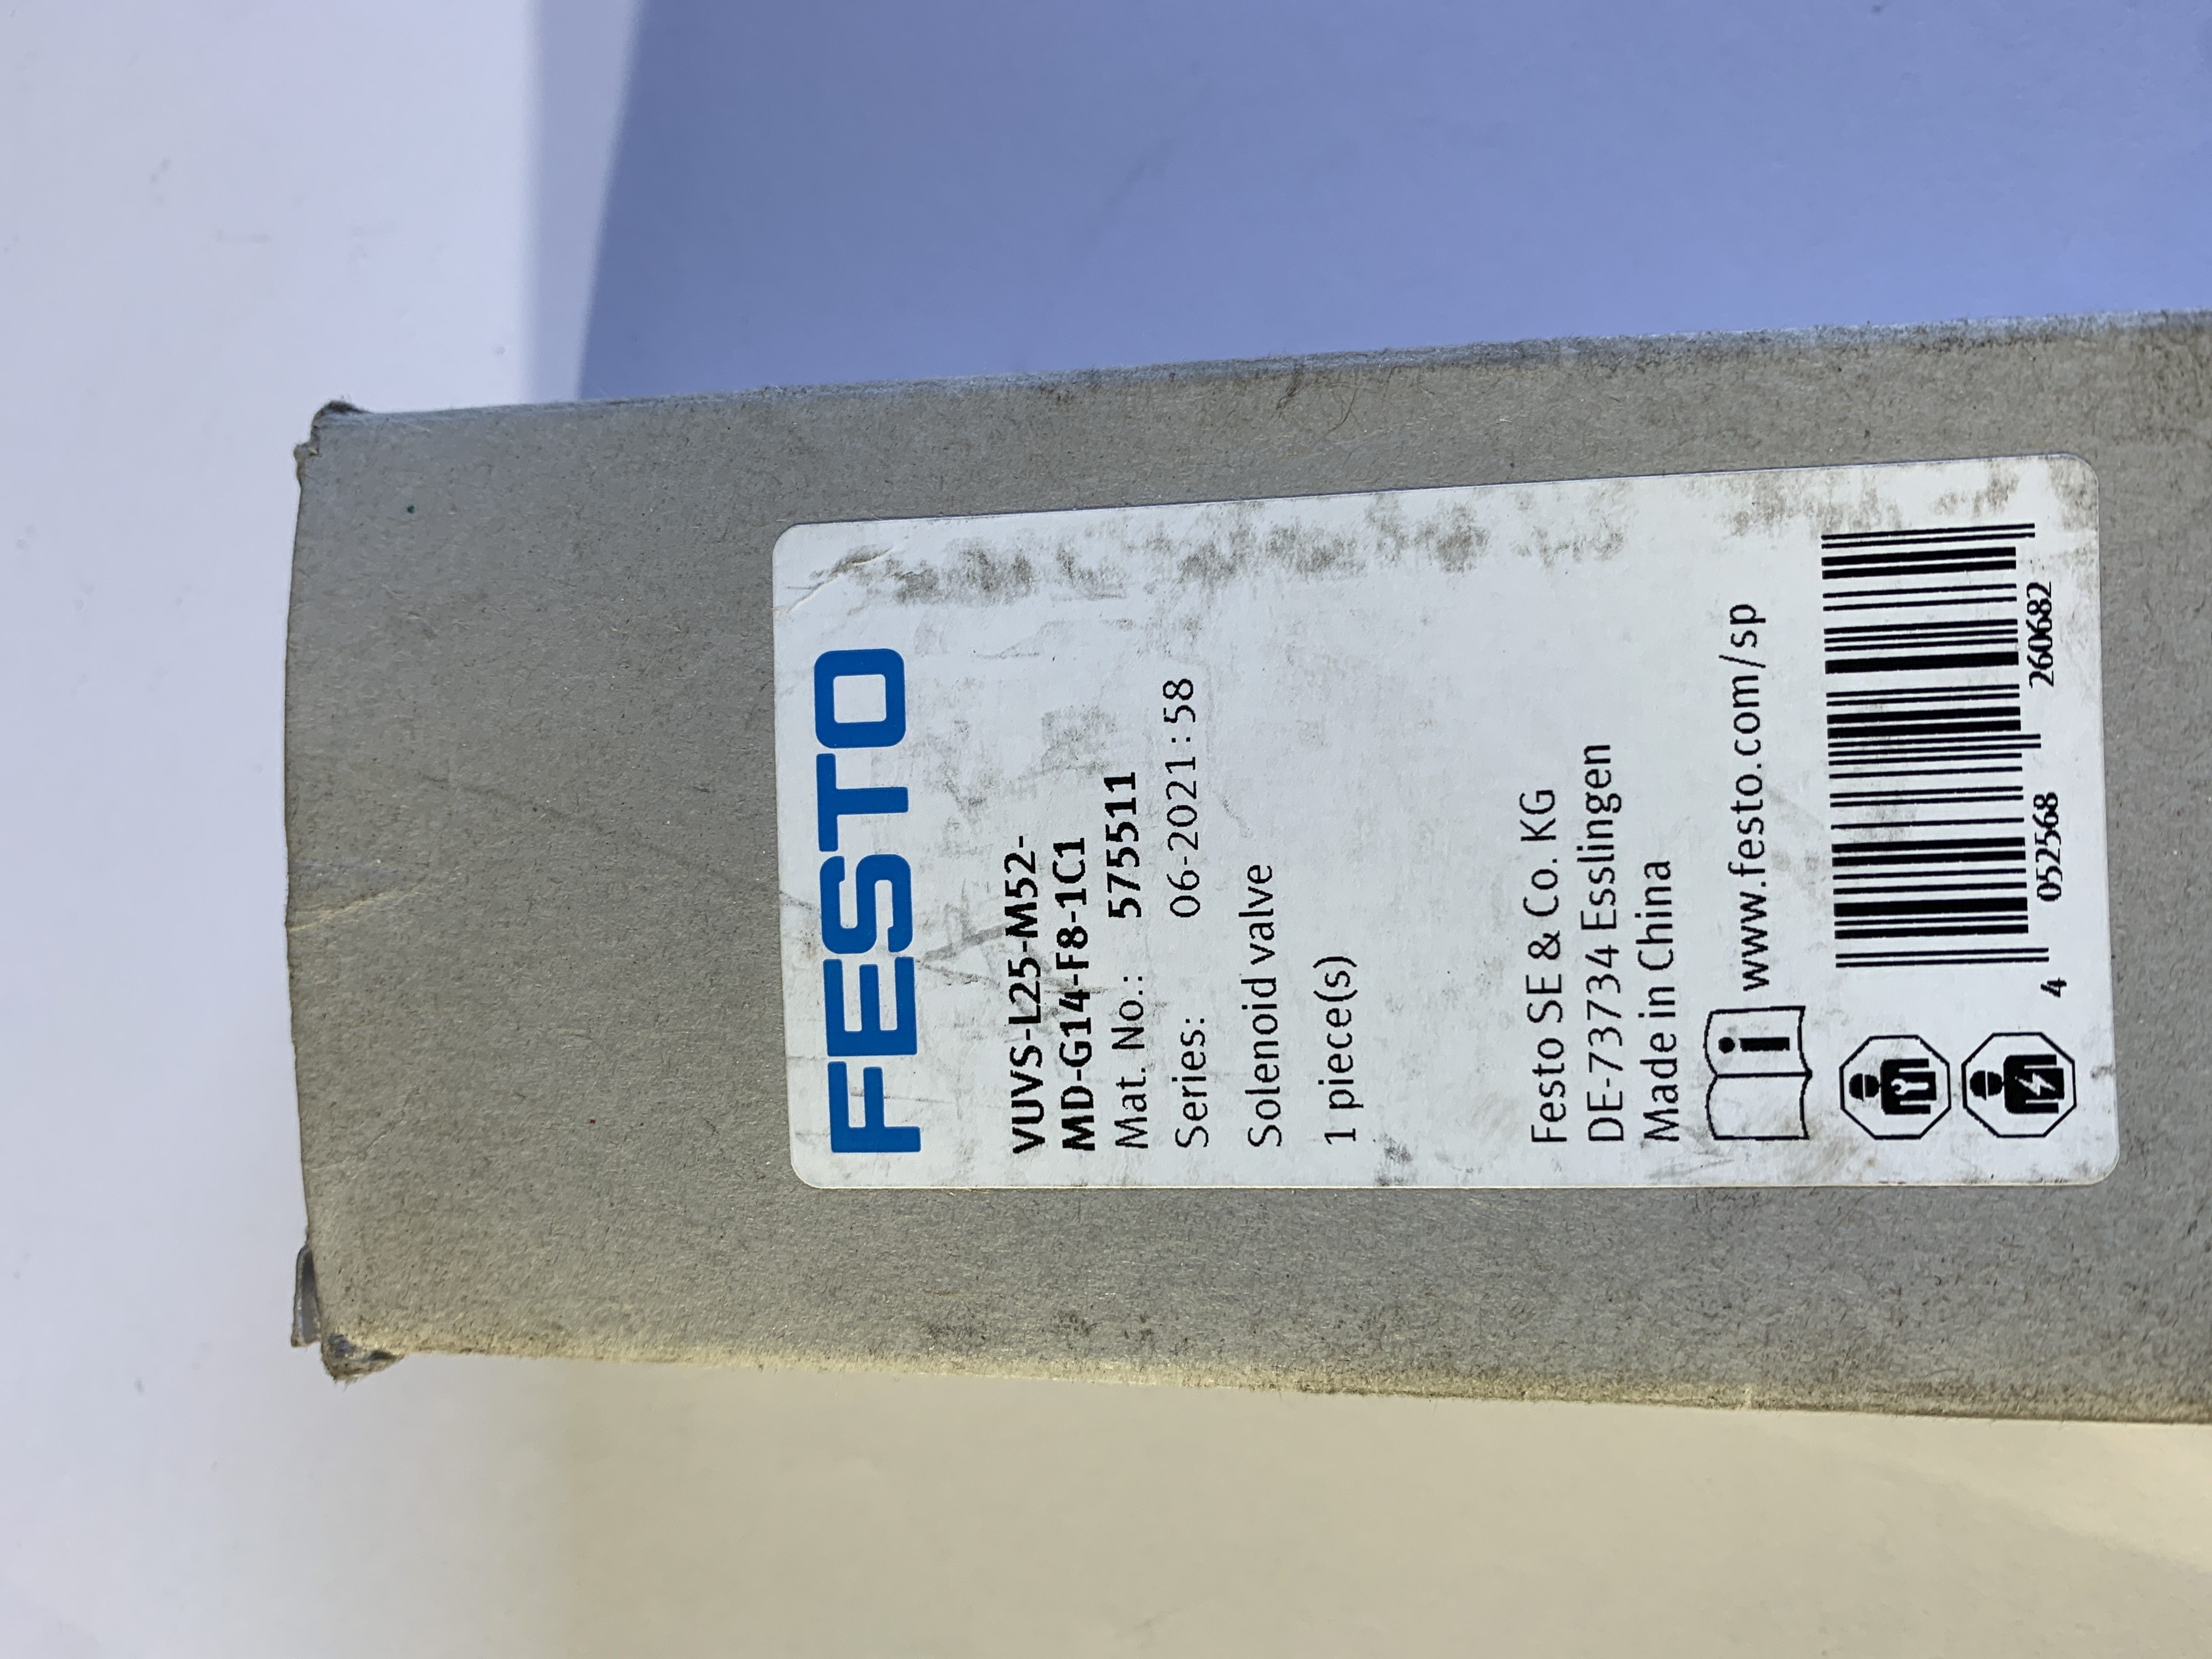 FESTO
VUVS-L25-M52-
MD-G14-F8-1C1
Mat. No.: 575511
Series: 06-2021:58
Solenoid valve
1 piece(s)
Festo SE & Co. KG
DE-73734 Esslingen
Made in China
i www.festo.com/sp
4 052568 260682